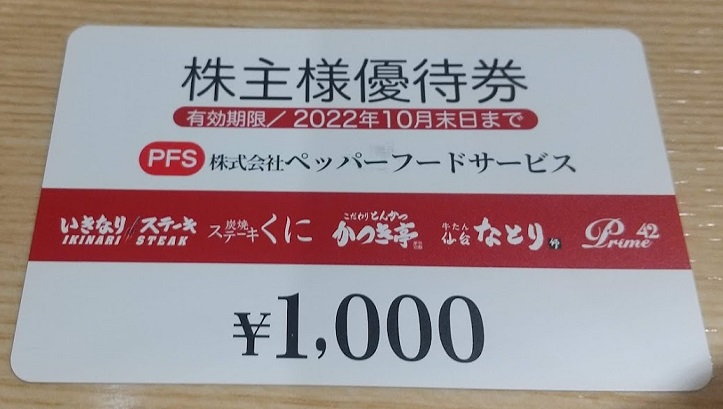 株主様優待券
有効期限/2022年10月末日まで
PFS 株式会社ペッパーフードサービス
いきなり/ステーキ
IKINARI STEAK
炭焼
ステーキくに
こだわりとんかつ
かつき亭
牛たん
仙台 なとり
Prime 42
¥1,000